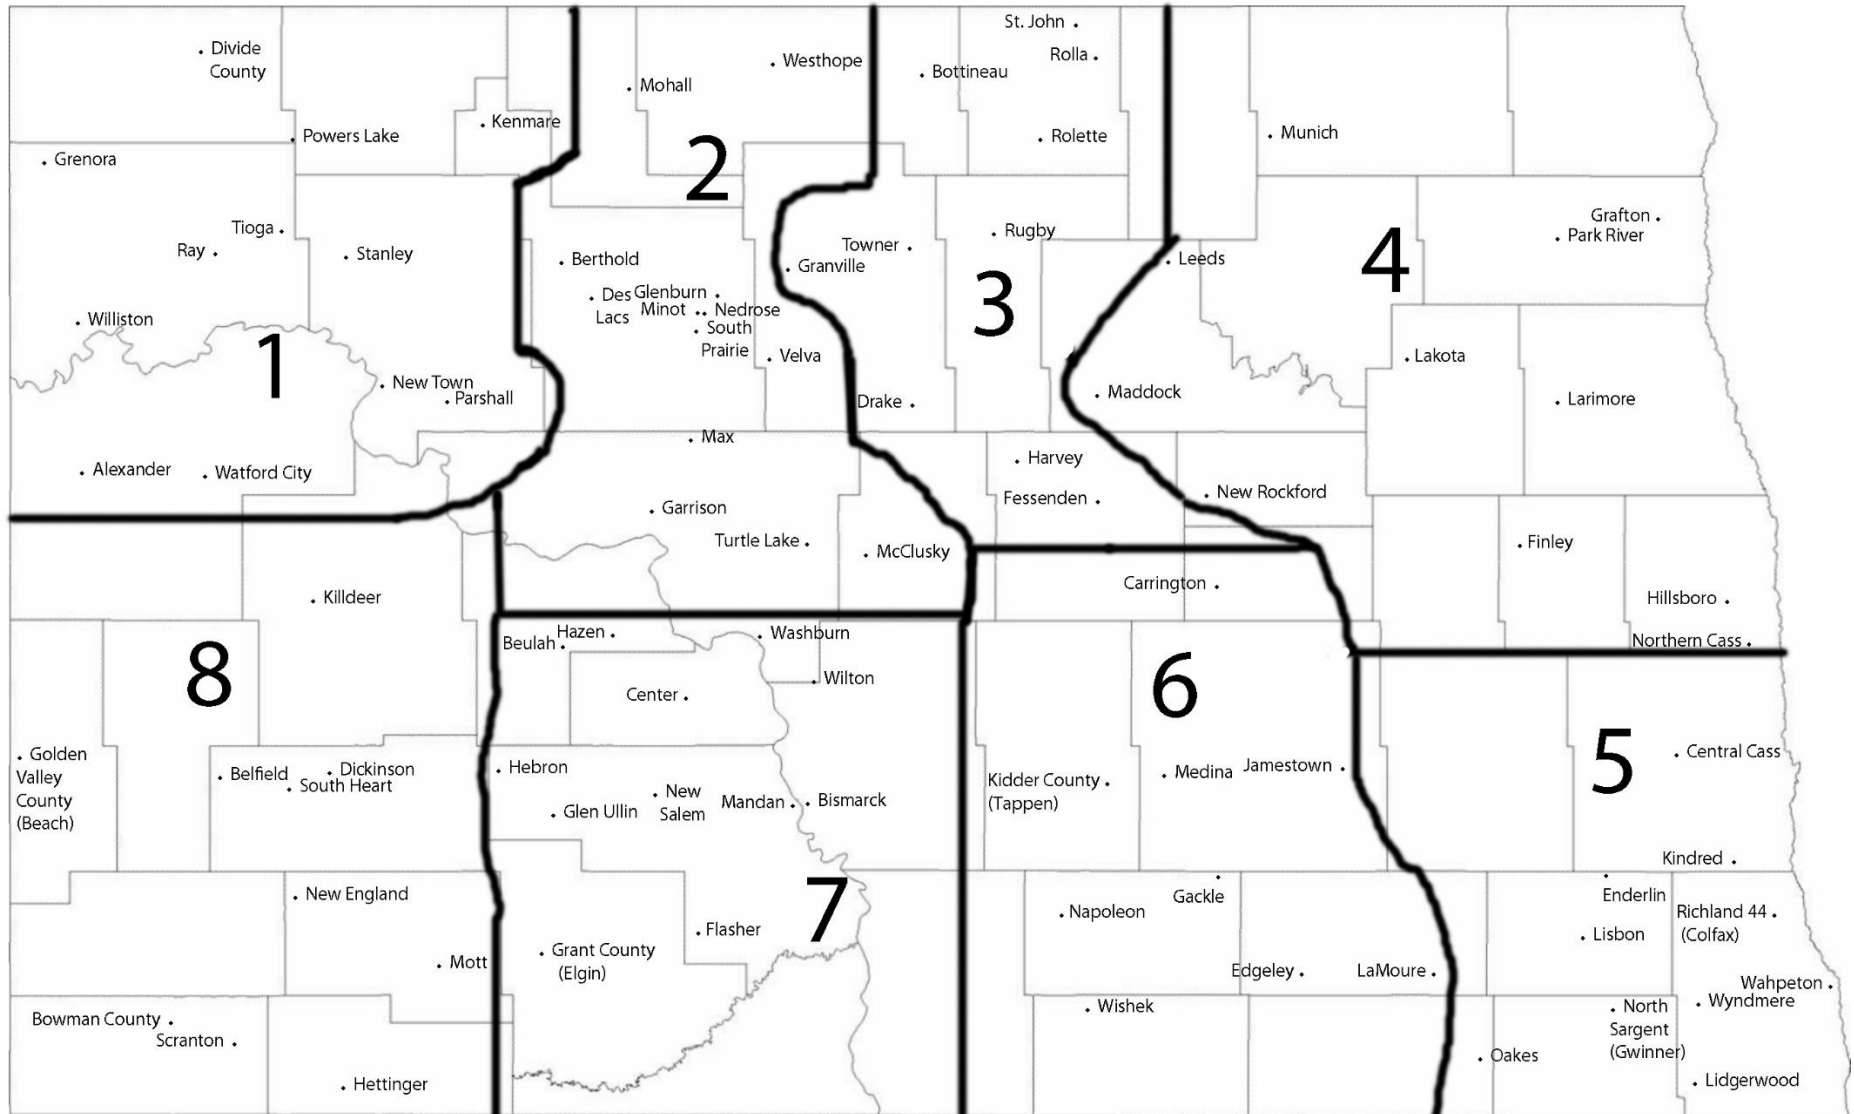 St. John
Divide
County
Westhope
Rolla
Bottineau
Mohall
Kenmare
Powers Lake
Rolette
Munich
Grenora
2
Grafton
Park River
Tioga
Rugby
Towner
Ray
Stanley
Berthold
Granville
Leeds
4
Des
Lacs
Glenburn
Minot
Nedrose
South
Prairie
3
Williston
1
Velva
Lakota
New Town
Parshall
Drake
Maddock
Larimore
Max
Alexander
Watford City
Harvey
New Rockford
Fessenden
Garrison
Turtle Lake
McClusky
Finley
Carrington
Killdeer
Hillsboro
Beulah
Hazen
Washburn
Northern Cass
8
Center
Wilton
6
Golden
Valley
County
(Beach)
Belfield
Dickinson
South Heart
Hebron
Glen Ullin
New
Salem
Mandan
Bismarck
Kidder County
(Tappen)
Medina
Jamestown
5
Central Cass
Kindred
New England
7
Gackle
Napoleon
Enderlin
Richland 44
(Colfax)
Lisbon
Flasher
Mott
Grant County
(Elgin)
Edgeley
LaMoure
Wahpeton
Wyndmere
Wishek
North
Sargent
(Gwinner)
Bowman County
Scranton
Oakes
Hettinger
Lidgerwood